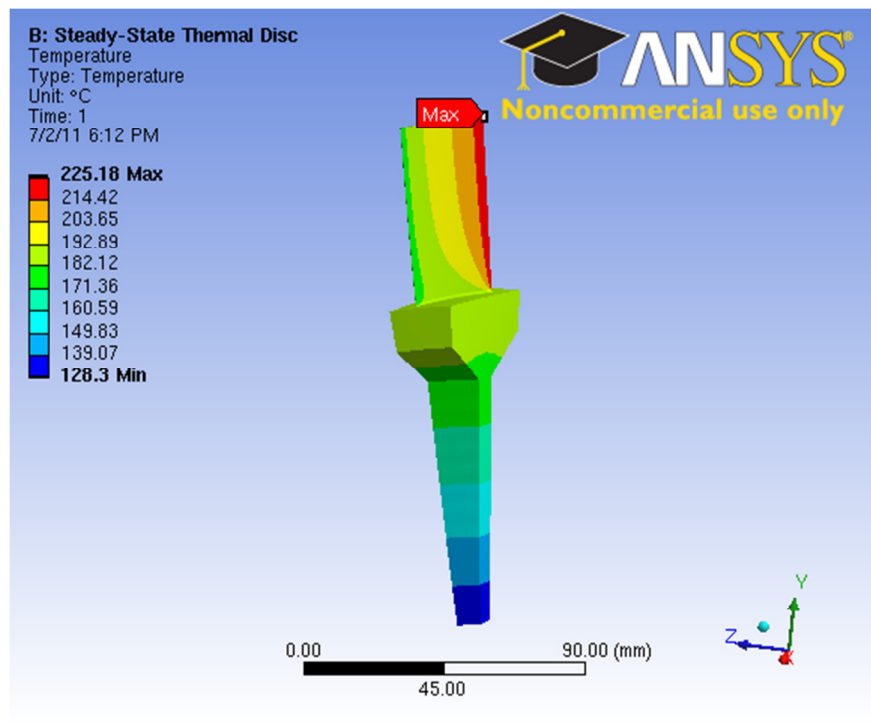 B: Steady-State Thermal Disc
Temperature
Type: Temperature
Unit: °C
Time: 1
7/2/11 6:12 PM
ANSYS®
Noncommercial use only
Max
225.18 Max
214.42
203.65
192.89
182.12
171.36
160.59
149.83
139.07
128.3 Min
Y
Z
X
0.00
90.00 (mm)
45.00